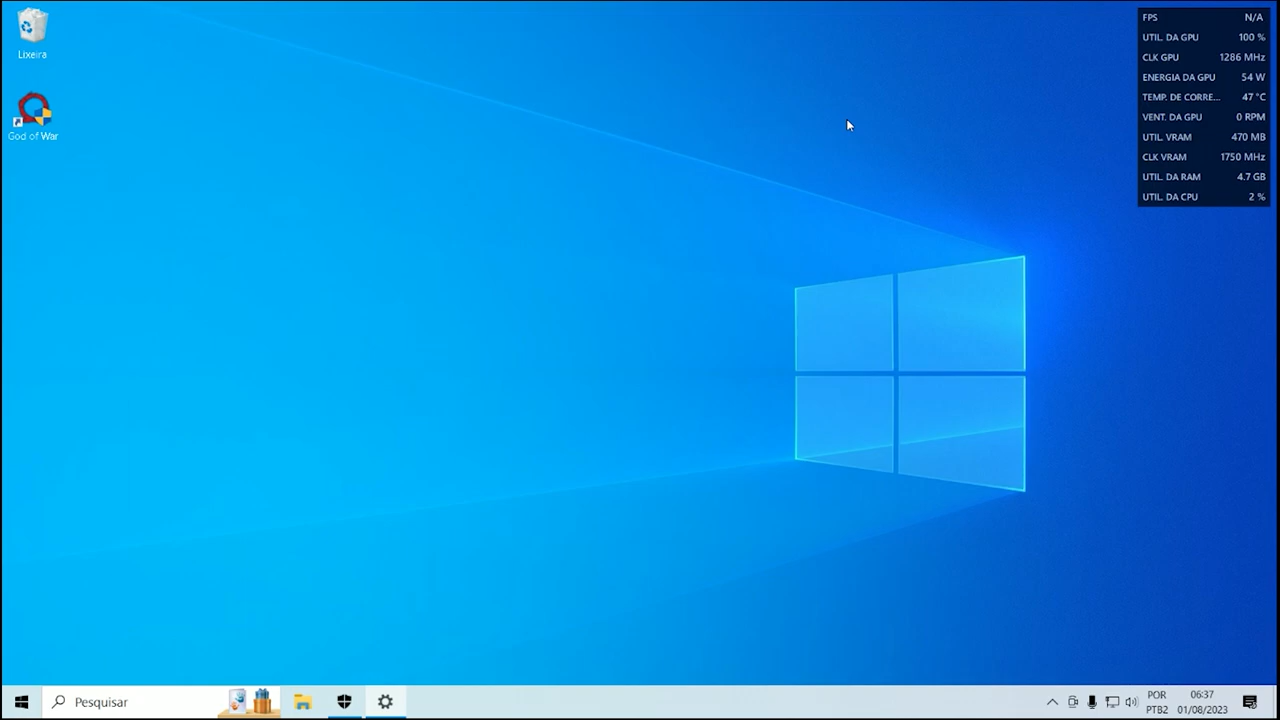 Lixeira
God of War
FPS N/A
UTIL. DA GPU 100 %
CLK GPU 1286 MHz
ENERGIA DA GPU 54 W
TEMP. DE CORRE... 47 °C
VENT. DA GPU 0 RPM
UTIL. VRAM 470 MB
CLK VRAM 1750 MHz
UTIL. DA RAM 4.7 GB
UTIL. DA CPU 2 %
Pesquisar
POR
PTB2
06:37
01/08/2023